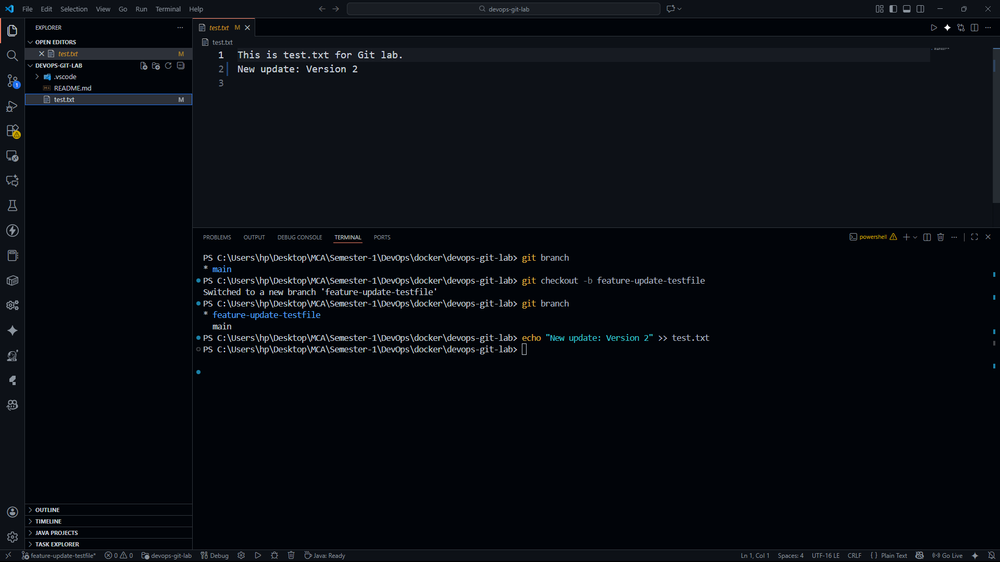 File Edit Selection View Go Run Terminal Help
devops-git-lab
EXPLORER
OPEN EDITORS
test.txt M
DEVOPS-GIT-LAB
.vscode
README.md
test.txt M
1
test.txt M
test.txt
1 This is test.txt for Git lab.
2 New update: Version 2
3
PROBLEMS OUTPUT DEBUG CONSOLE TERMINAL PORTS
powershell
PS C:\Users\hp\Desktop\MCA\Semester-1\DevOps\docker\devops-git-lab> git branch
* main
PS C:\Users\hp\Desktop\MCA\Semester-1\DevOps\docker\devops-git-lab> git checkout -b feature-update-testfile
Switched to a new branch 'feature-update-testfile'
PS C:\Users\hp\Desktop\MCA\Semester-1\DevOps\docker\devops-git-lab> git branch
* feature-update-testfile
main
PS C:\Users\hp\Desktop\MCA\Semester-1\DevOps\docker\devops-git-lab> echo "New update: Version 2" >> test.txt
PS C:\Users\hp\Desktop\MCA\Semester-1\DevOps\docker\devops-git-lab>
OUTLINE
TIMELINE
JAVA PROJECTS
TASK EXPLORER
feature-update-testfile* 0 0 devops-git-lab Debug Java: Ready Ln 1, Col 1 Spaces: 4 UTF-16 LE CRLF { } Plain Text Go Live